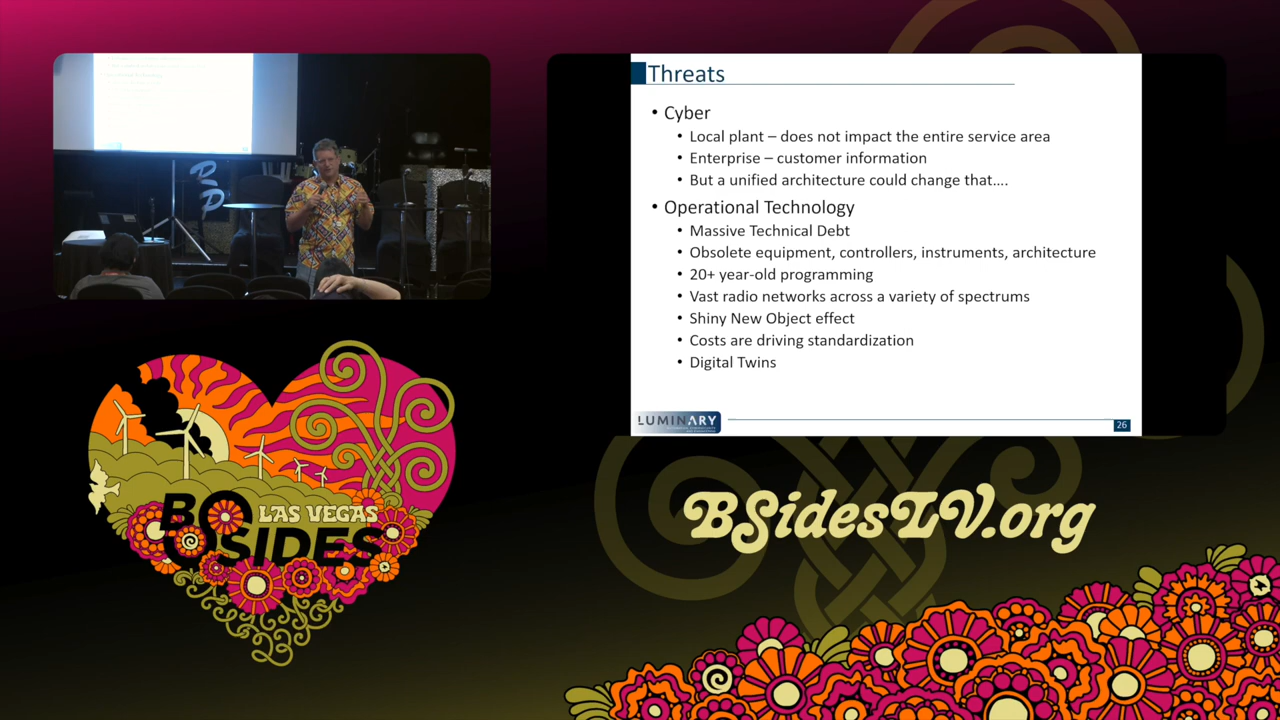 Threats
• Cyber
• Local plant – does not impact the entire service area
• Enterprise – customer information
• But a unified architecture could change that….
• Operational Technology
• Massive Technical Debt
• Obsolete equipment, controllers, instruments, architecture
• 20+ year-old programming
• Vast radio networks across a variety of spectrums
• Shiny New Object effect
• Costs are driving standardization
• Digital Twins
LUMINARY
26
BSIDES
LAS VEGAS
23
BSidesLV.org